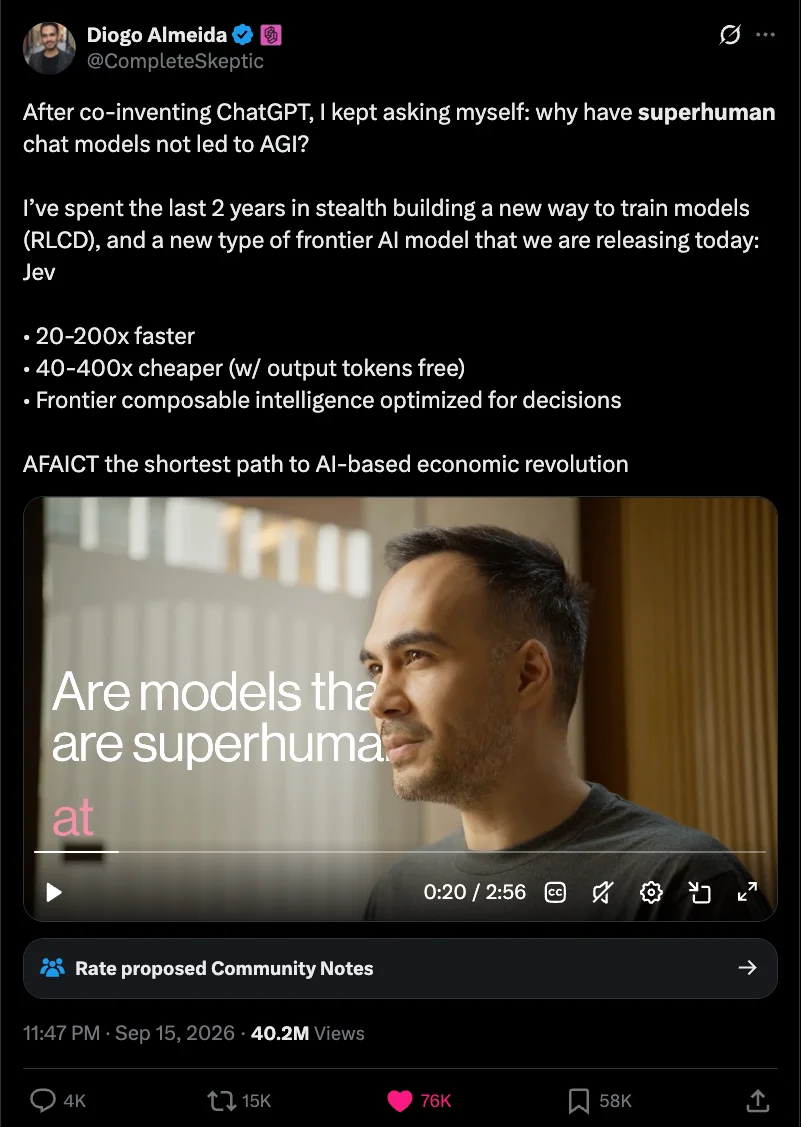 Diogo Almeida
@CompleteSkeptic
After co-inventing ChatGPT, I kept asking myself: why have superhuman
chat models not led to AGI?
I’ve spent the last 2 years in stealth building a new way to train models
(RLCD), and a new type of frontier AI model that we are releasing today:
Jev
• 20-200x faster
• 40-400x cheaper (w/ output tokens free)
• Frontier composable intelligence optimized for decisions
AFAICT the shortest path to AI-based economic revolution
Are models tha
are superhuma
at
0:20 / 2:56
CC
Rate proposed Community Notes
11:47 PM · Sep 15, 2026 · 40.2M Views
4K 15K 76K 58K